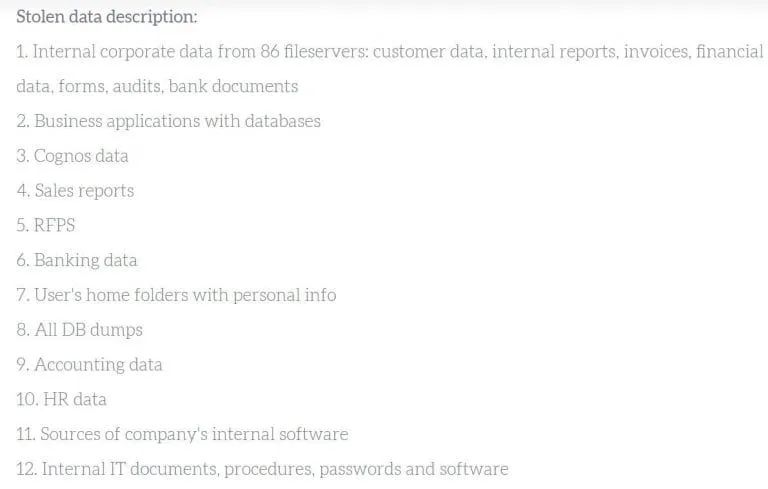 Stolen data description:
1. Internal corporate data from 86 fileservers: customer data, internal reports, invoices, financial
data, forms, audits, bank documents
2. Business applications with databases
3. Cognos data
4. Sales reports
5. RFPS
6. Banking data
7. User's home folders with personal info
8. All DB dumps
9. Accounting data
10. HR data
11. Sources of company's internal software
12. Internal IT documents, procedures, passwords and software